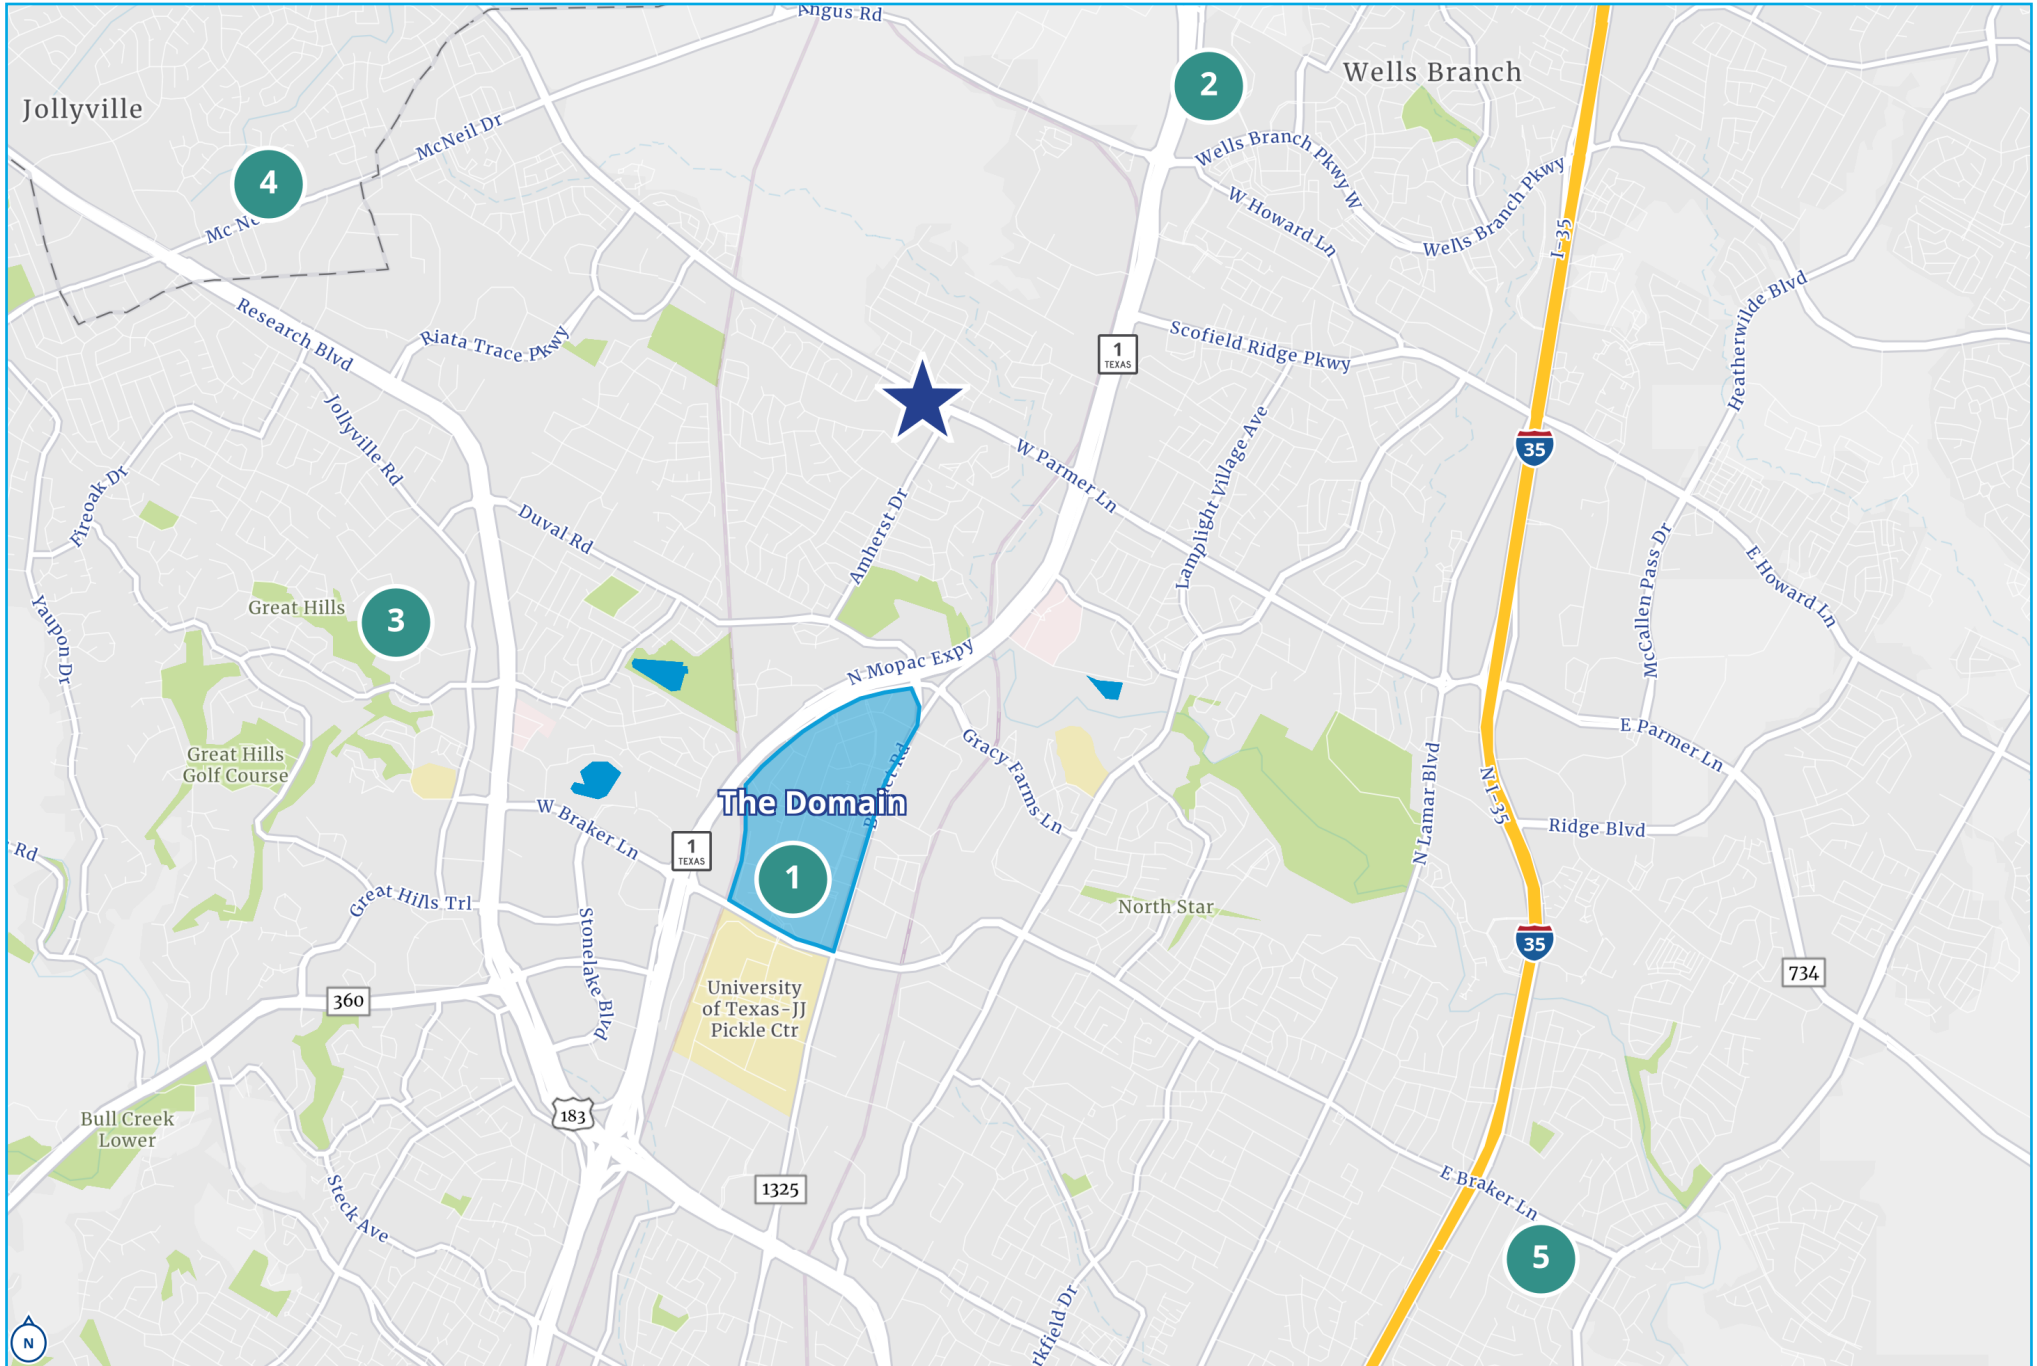 Angus Rd
2
Wells Branch
Jollyville
McNeil Dr
4
Wells Branch Pkwy W
Wells Branch Pkwy
W Howard Ln
I-35
Heatherwilde Blvd
Research Blvd
Riata Trace Pkwy
Scofield Ridge Pkwy
1
TEXAS
Jollyville Rd
W Parmer Ln
35
Lamplight Village Ave
Fireoak Dr
Duval Rd
Amherst Dr
McCallen Pass Dr
E Howard Ln
Great Hills
3
Yaupon Dr
N Mopac Expy
E Parmer Ln
Great Hills
Golf Course
Gracy Farms Ln
N Lamar Blvd
N I-35
The Domain
W Braker Ln
Ridge Blvd
1
TEXAS
Rd
1
Great Hills Trl
North Star
Stonelake Blvd
35
734
360
University
of Texas-JJ
Pickle Ctr
183
Bull Creek
Lower
1325
E Braker Ln
Steck Ave
5
N